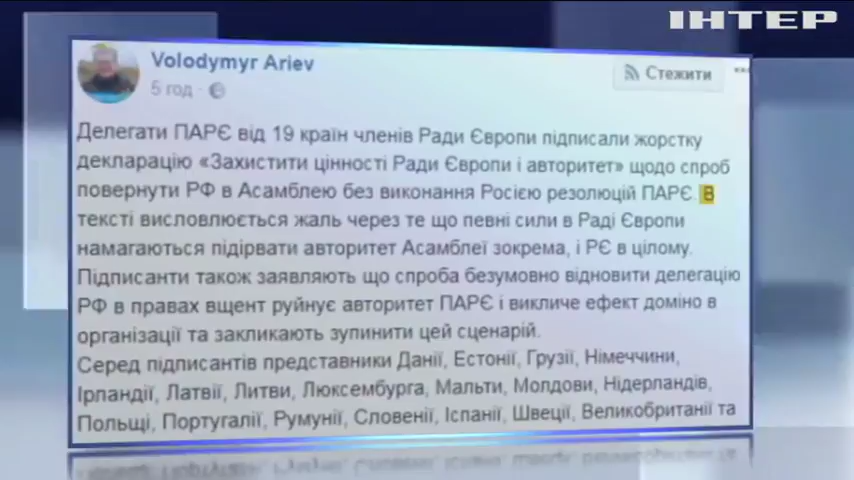 ІНТЕР
Volodymyr Ariev
Стежити
5 год
Делегати ПАРЄ від 19 країн членів Ради Європи підписали жорстку
декларацію «Захистити цінності Ради Європи і авторитет» щодо спроб
повернути РФ в Асамблею без виконання Росією резолюцій ПАРЄ. В
тексті висловлюється жаль через те що певні сили в Раді Європи
намагаються підірвати авторитет Асамблеї зокрема, і РЄ в цілому.
Підписанти також заявляють що спроба безумовно відновити делегацію
РФ в правах вщент руйнує авторитет ПАРЄ і викличе ефект доміно в
організації та закликають зупинити цей сценарій.
Серед підписантів представники Данії, Естонії, Грузії, Німеччини,
Ірландії, Латвії, Литви, Люксембурга, Мальти, Молдови, Нідерландів,
Польщі, Португалії, Румунії, Словенії, Іспанії, Швеції, Великобританії та